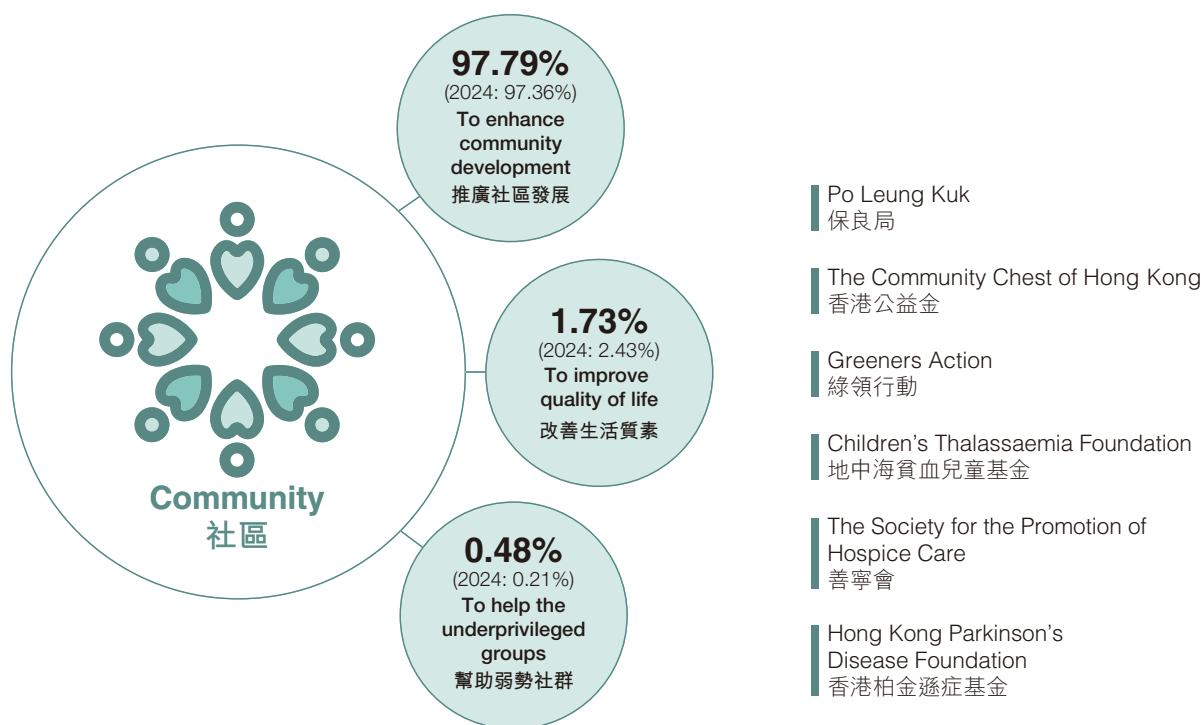 97.79%
(2024: 97.36%)
To enhance
community
development
推廣社區發展
1.73%
(2024: 2.43%)
To improve
quality of life
改善生活質素
Community
社區
0.48%
(2024: 0.21%)
To help the
underprivileged
groups
幫助弱勢社群
Po Leung Kuk
保良局
The Community Chest of Hong Kong
香港公益金
Greeners Action
綠領行動
Children’s Thalassaemia Foundation
地中海貧血兒童基金
The Society for the Promotion of
Hospice Care
善寧會
Hong Kong Parkinson’s
Disease Foundation
香港柏金遜症基金